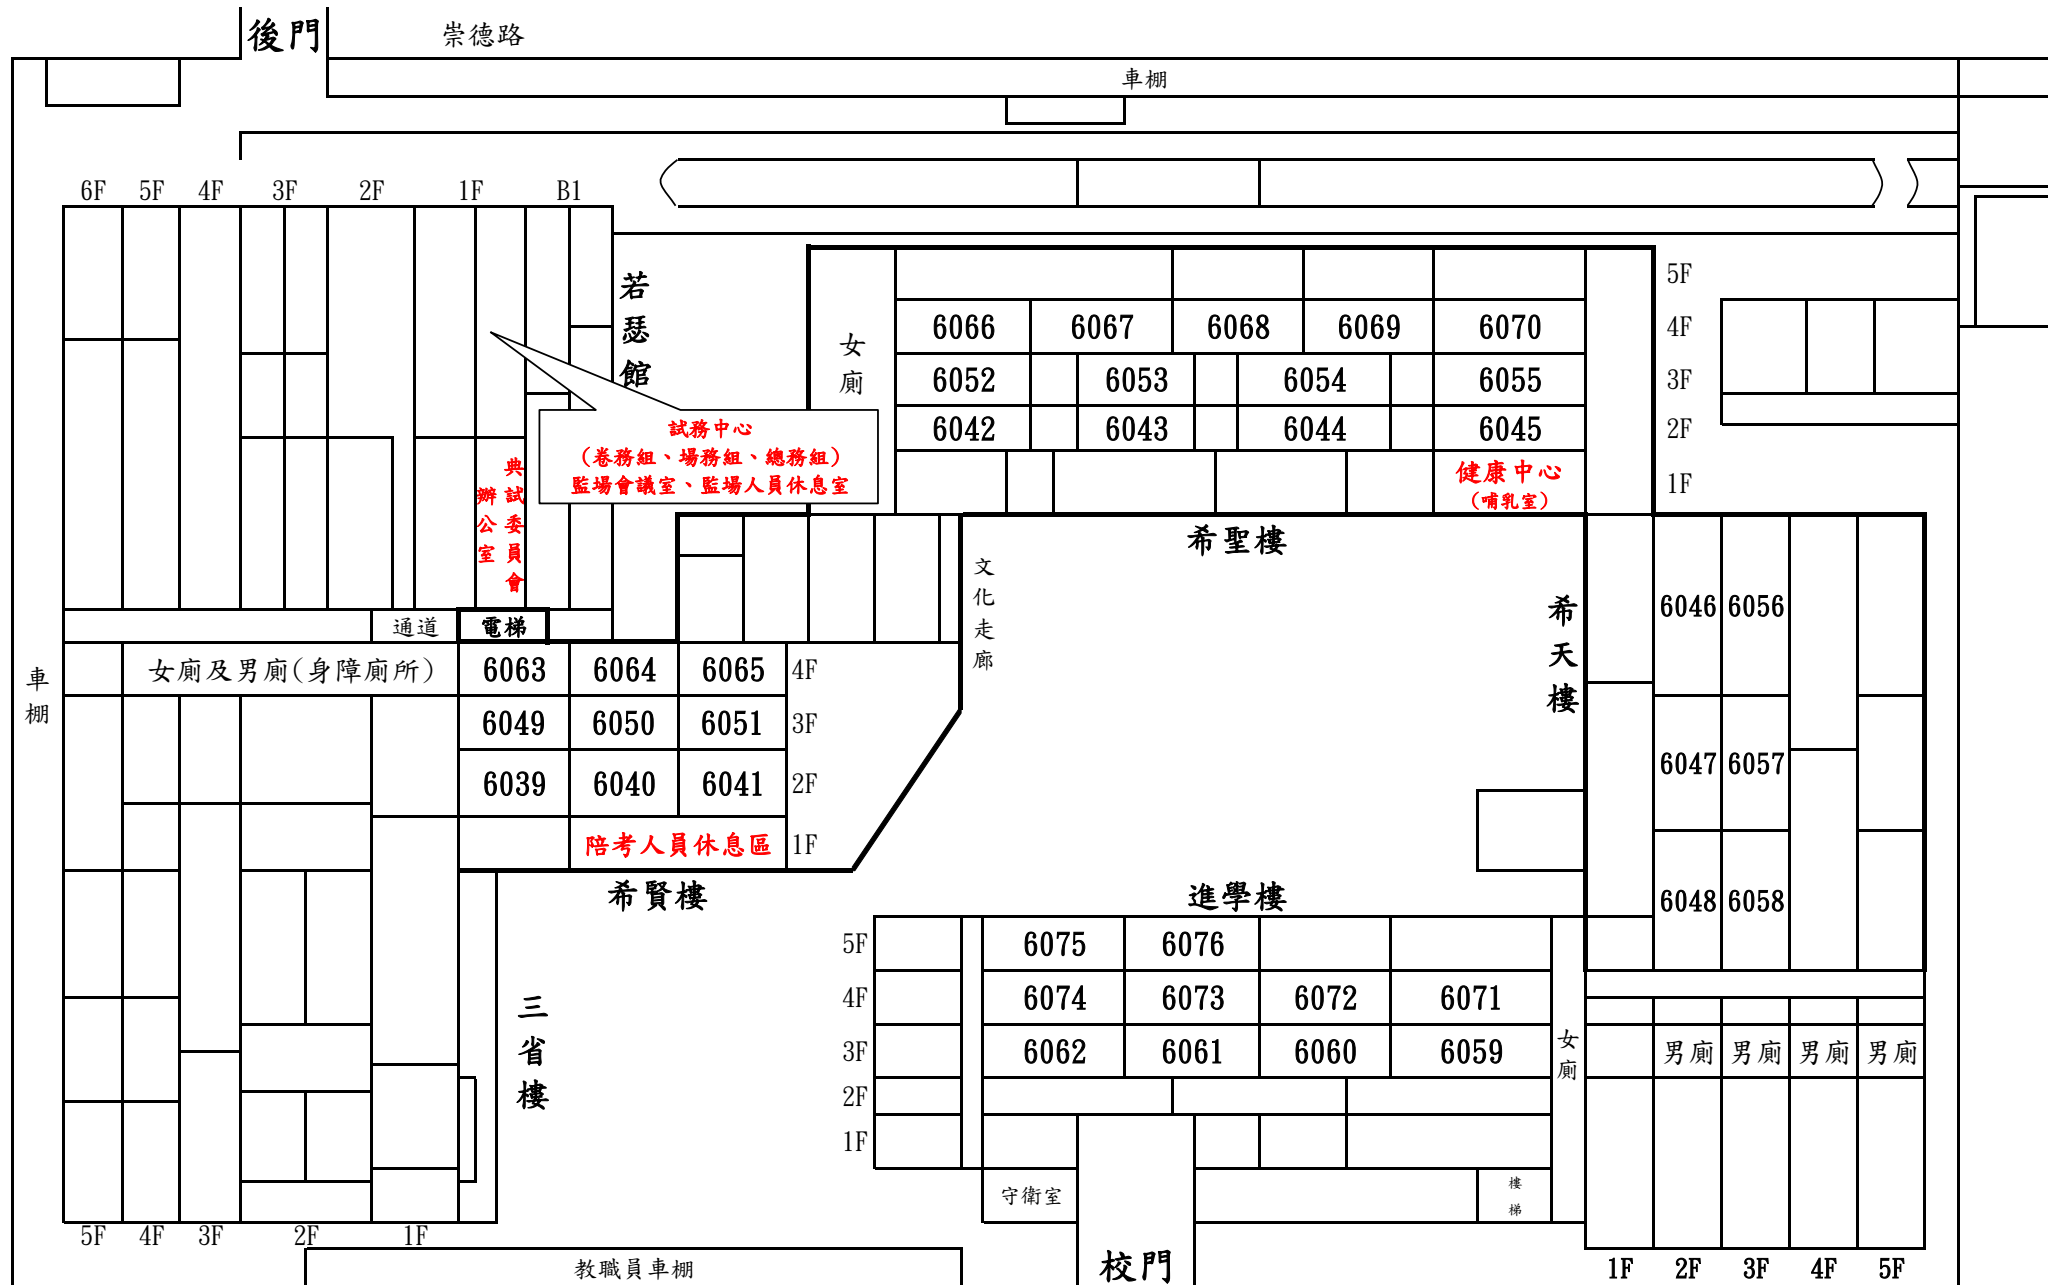 後門
崇德路
車棚
6F 5F 4F 3F 2F 1F B1
若瑟館
試務中心
(卷務組、場務組、總務組)
監場會議室、監場人員休息室
典試委員會
辦公室
女廁
5F
6066 6067 6068 6069 6070 4F
6052 6053 6054 6055 3F
6042 6043 6044 6045 2F
健康中心
(哺乳室)
1F
希聖樓
文化走廊
希天樓
6046 6056
6047 6057
6048 6058
通道
電梯
車棚
女廁及男廁(身障廁所)
6063 6064 6065 4F
6049 6050 6051 3F
6039 6040 6041 2F
陪考人員休息區 1F
希賢樓
三省樓
進學樓
5F 6075 6076
4F 6074 6073 6072 6071
3F 6062 6061 6060 6059
2F
1F
女廁
男廁 男廁 男廁 男廁
守衛室
樓梯
5F 4F 3F 2F 1F
教職員車棚
校門
1F 2F 3F 4F 5F